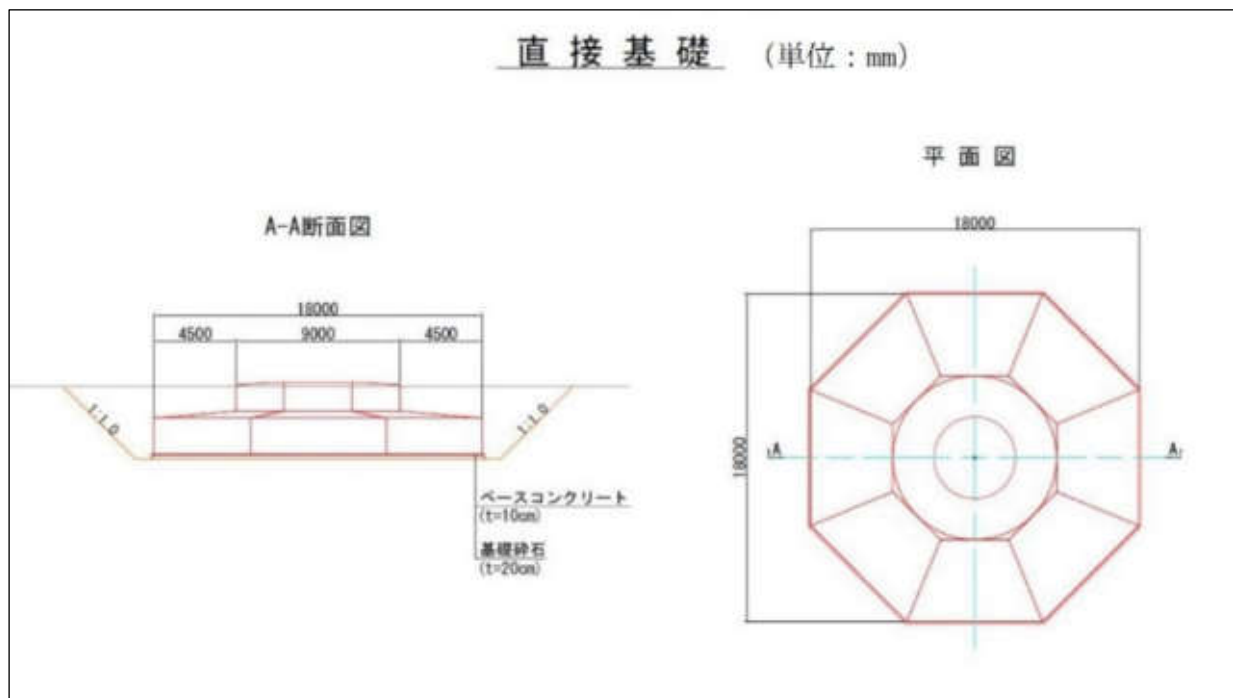 直接基礎 (単位：mm)
平面図
A-A断面図
18000
18000
4500 9000 4500
1:1.0
1:1.0
18000
A
A
ベースコンクリート
(t=10cm)
基礎砕石
(t=20cm)